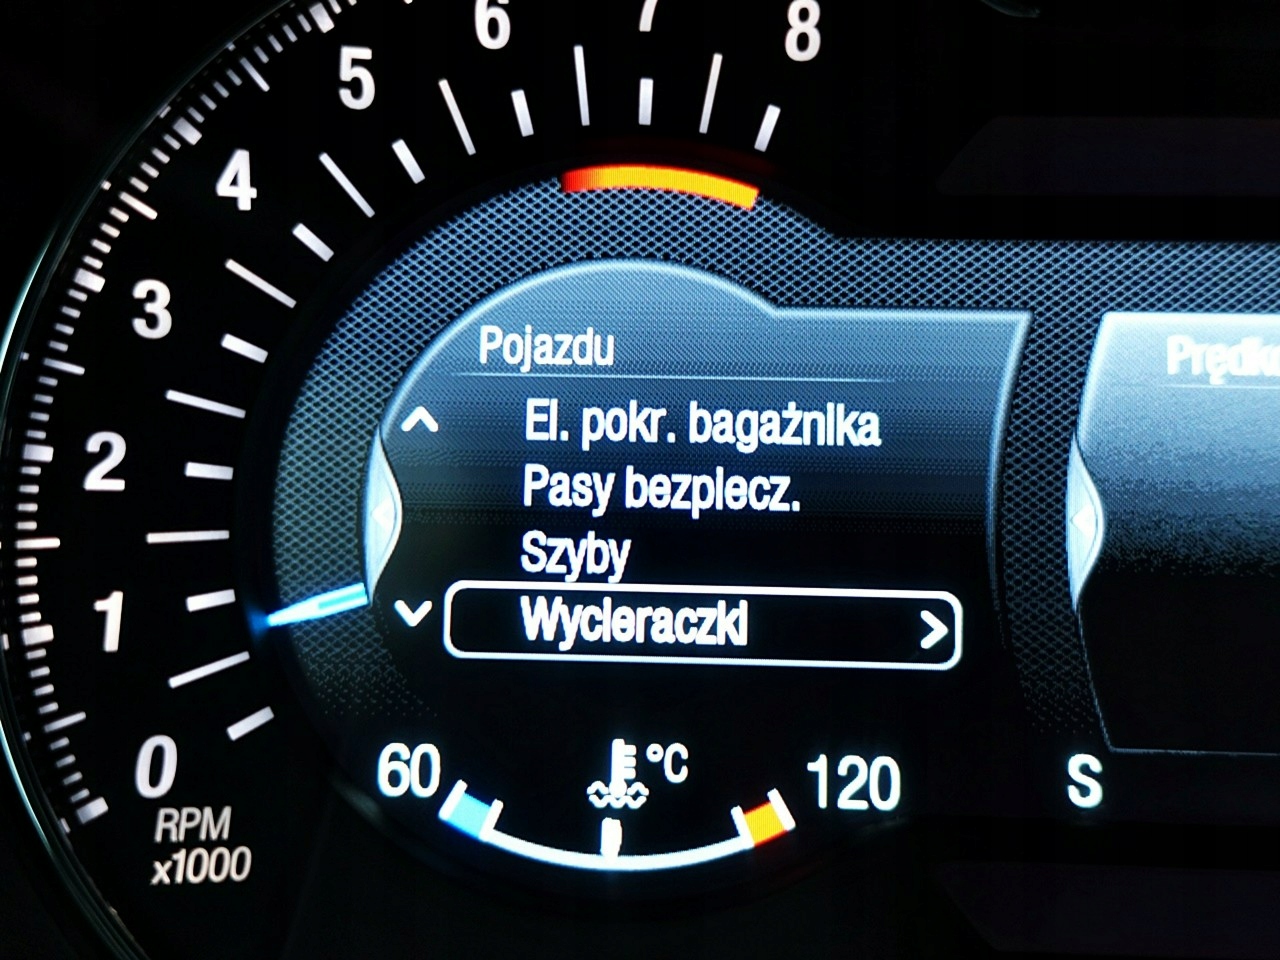 6
7
8
5
4
3
2
1
0
RPM
x1000
Pojazdu
El. pokr. bagażnika
Pasy bezpiecz.
Szyby
Wycieraczki
60
°C
120
S